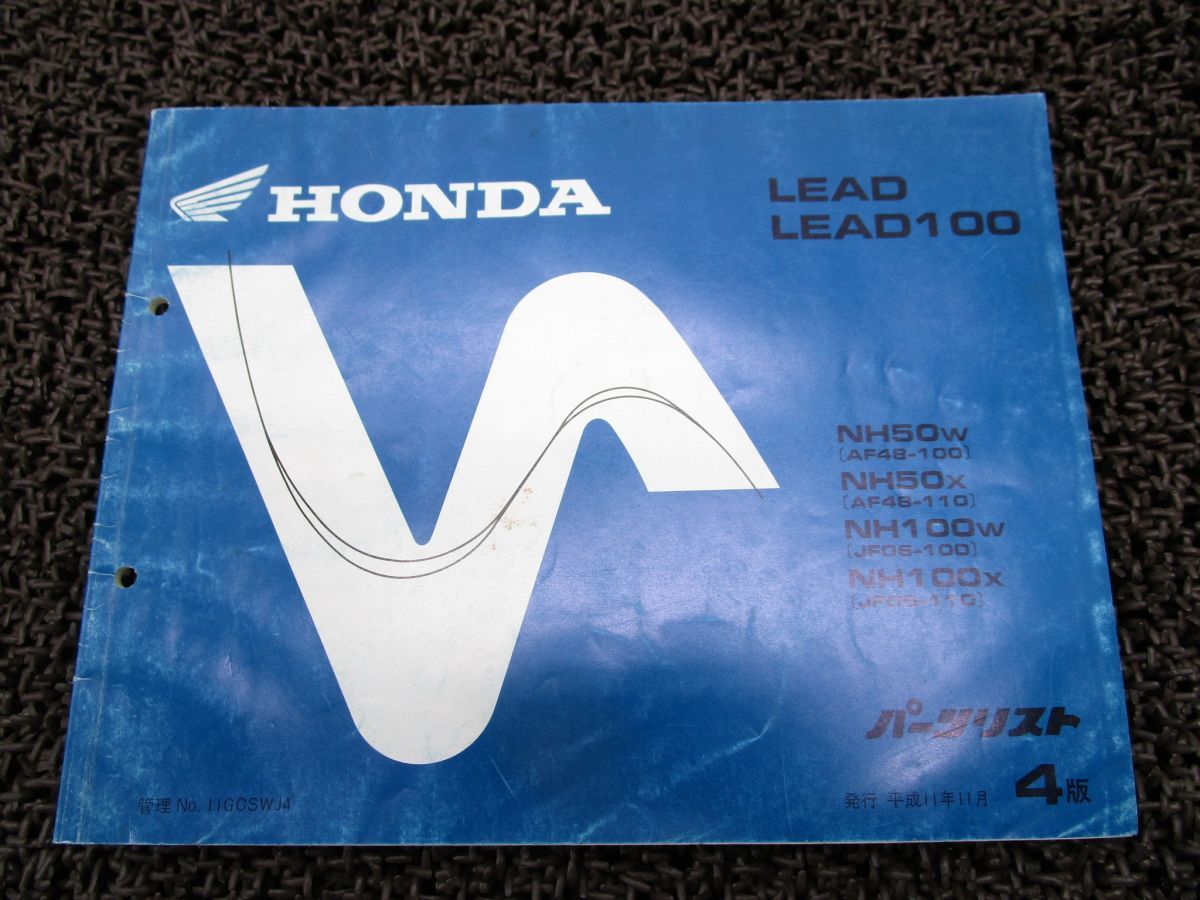 HONDA
LEAD
LEAD100
NH50W
(AF48-100)
NH50X
(AF48-110)
NH100W
(JF06-100)
NH100X
(JF06-110)
パーツリスト
管理 No. 11GCSWJ4
発行 平成11年11月 4版